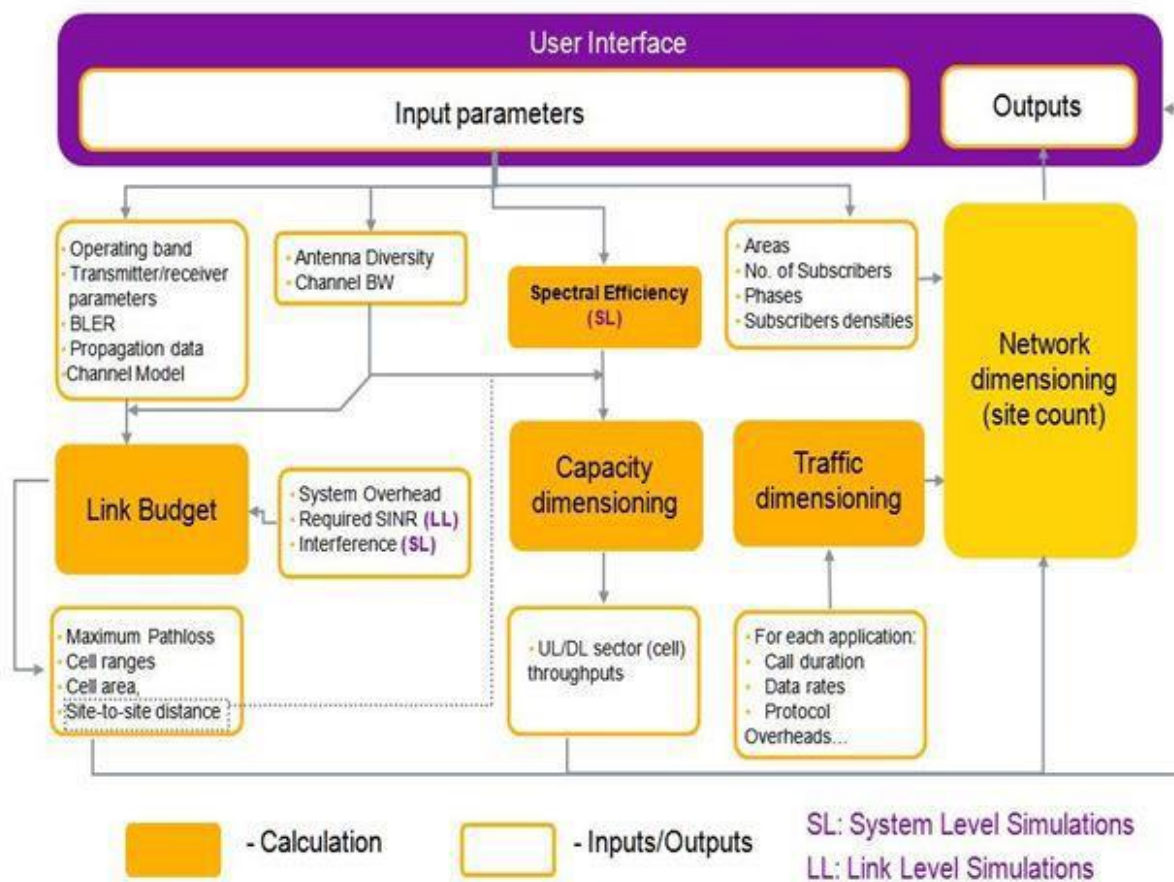 User Interface
Input parameters
Outputs
· Operating band
· Transmitter/receiver
parameters
· BLER
· Propagation data
· Channel Model
· Antenna Diversity
· Channel BW
Spectral Efficiency
(SL)
· Areas
· No. of Subscribers
· Phases
· Subscribers densities
Network
dimensioning
(site count)
Link Budget
· System Overhead
· Required SINR (LL)
· Interference (SL)
Capacity
dimensioning
Traffic
dimensioning
· Maximum Pathloss
· Cell ranges
· Cell area,
· Site-to-site distance
· UL/DL sector (cell)
throughputs
· For each application:
· Call duration
· Data rates
· Protocol
Overheads...
- Calculation
- Inputs/Outputs
SL: System Level Simulations
LL: Link Level Simulations